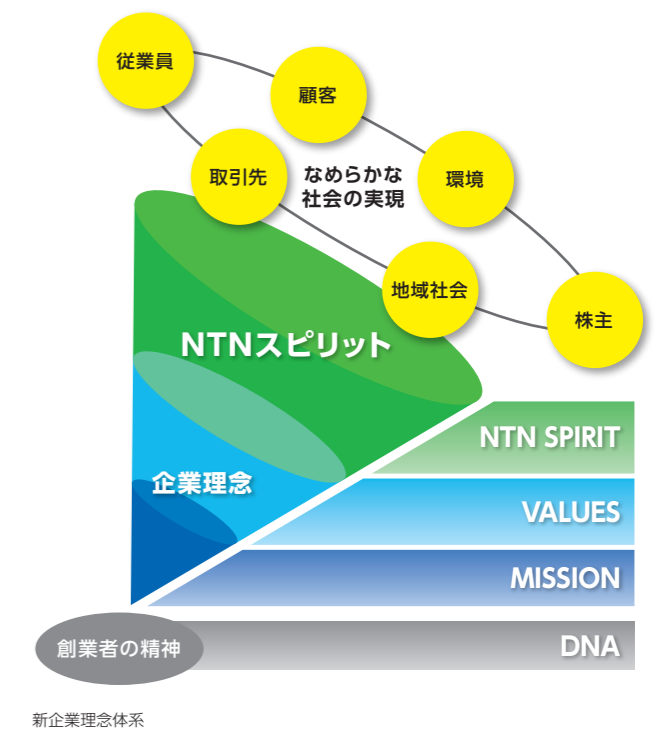 従業員
顧客
取引先
なめらかな
社会の実現
環境
地域社会
株主
NTNスピリット
NTN SPIRIT
企業理念
VALUES
MISSION
創業者の精神
DNA
新企業理念体系